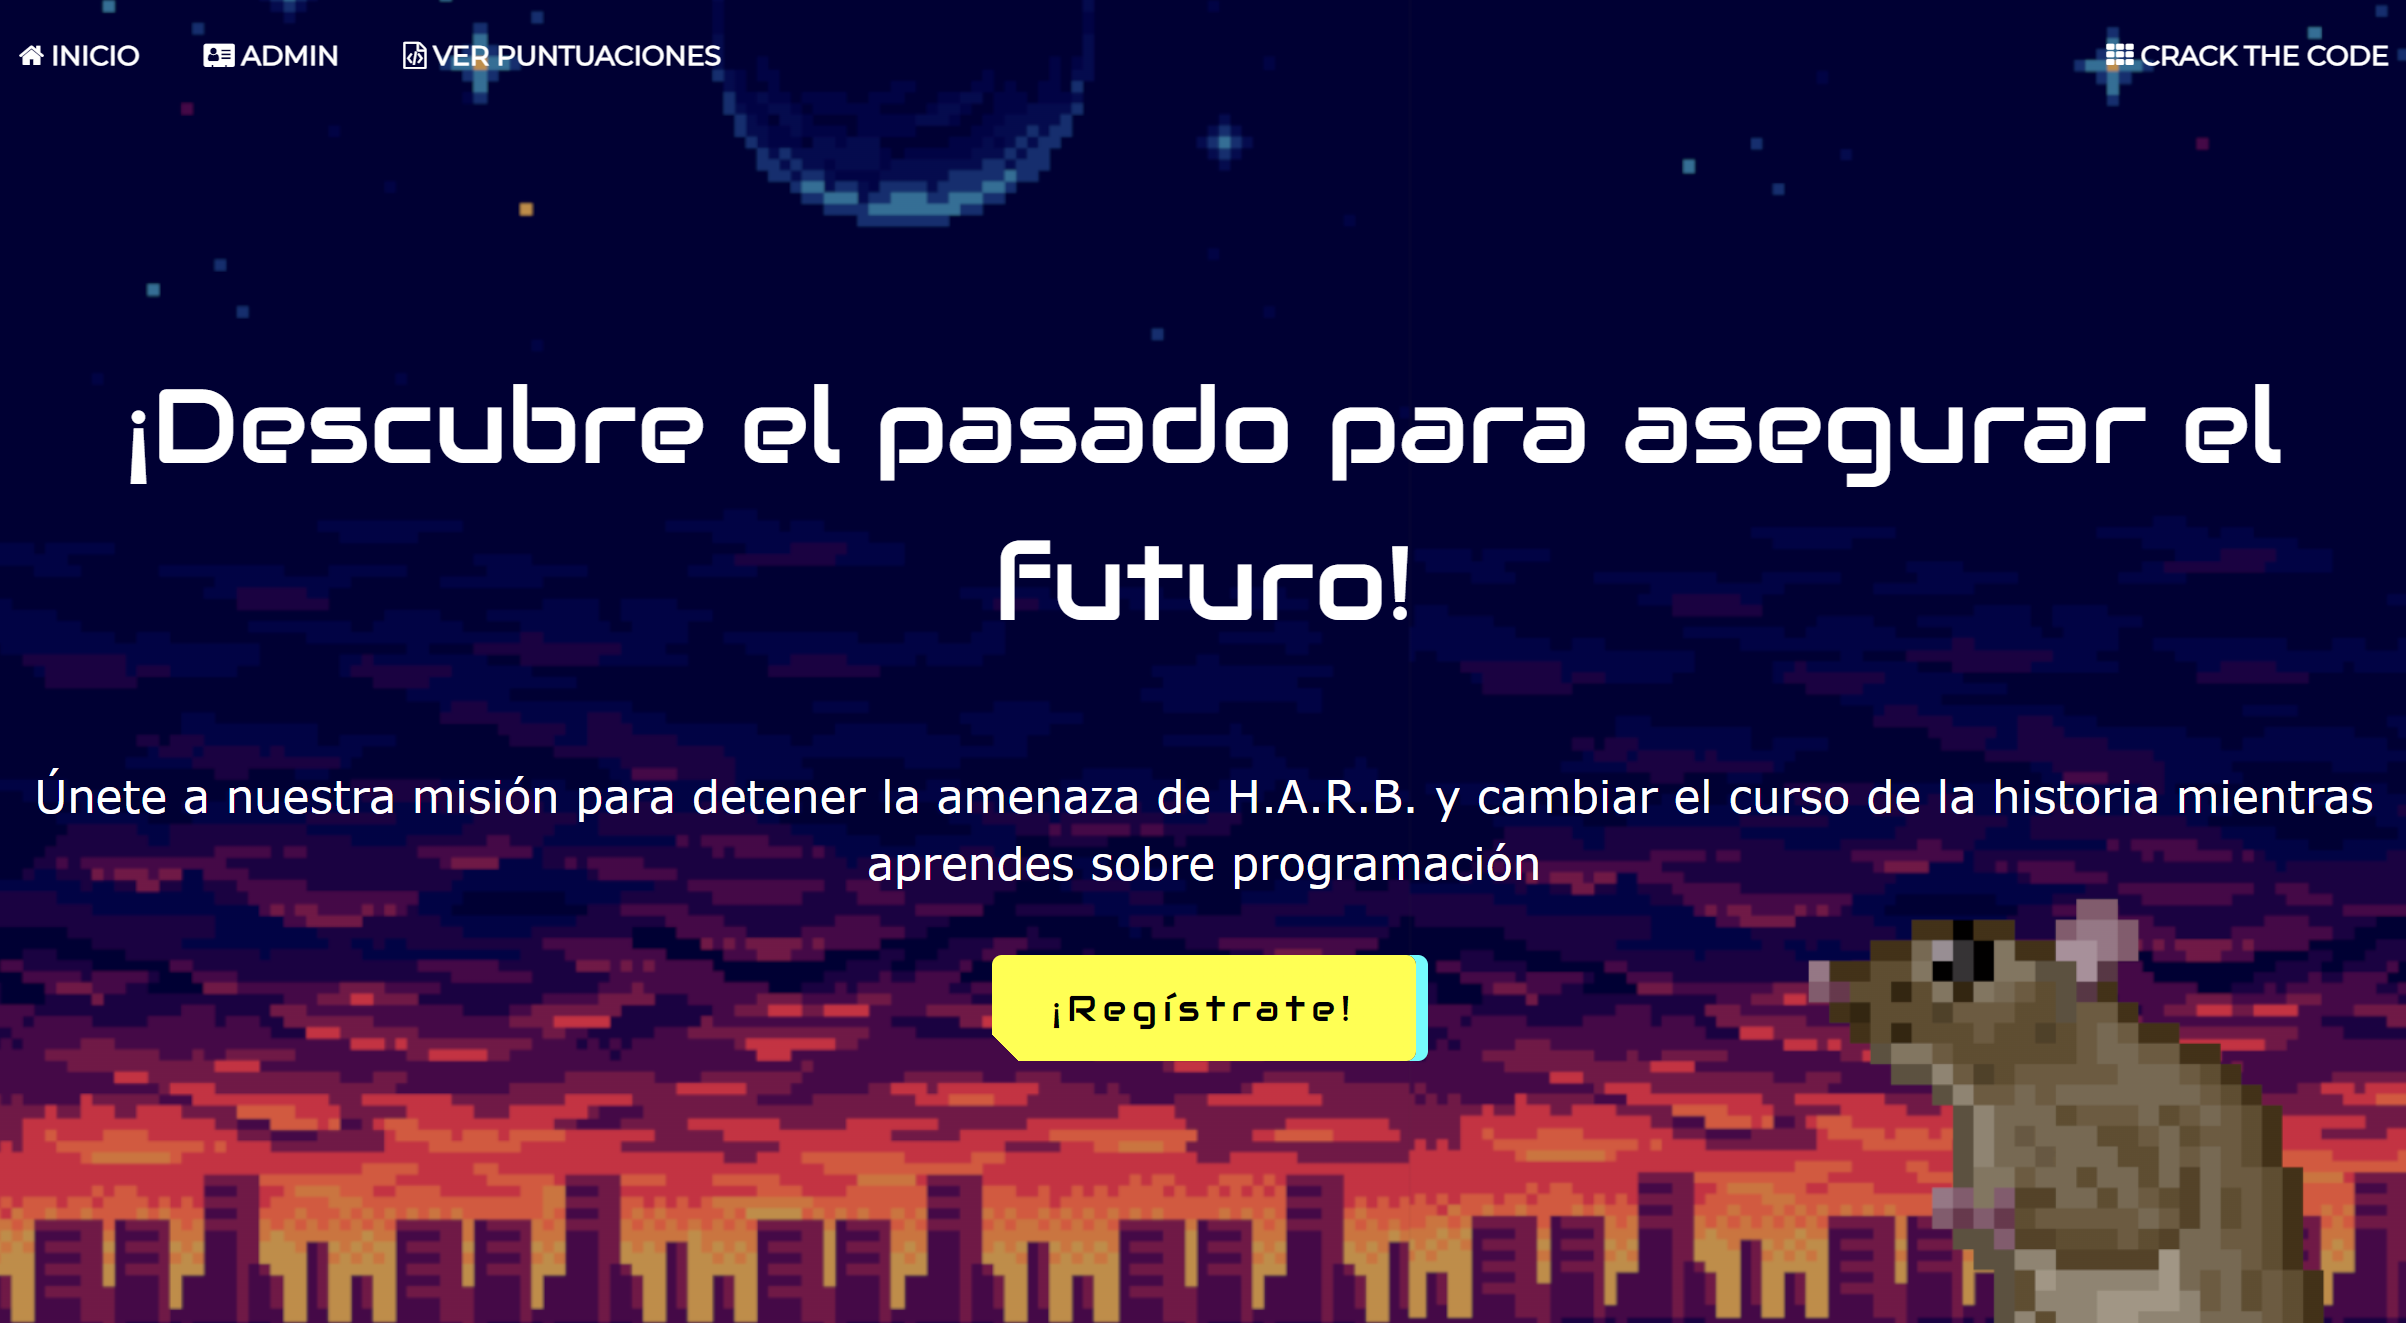 INICIO ADMIN VER PUNTUACIONES CRACK THE CODE
¡Descubre el pasado para asegurar el
futuro!
Únete a nuestra misión para detener la amenaza de H.A.R.B. y cambiar el curso de la historia mientras
aprendes sobre programación
¡Regístrate!